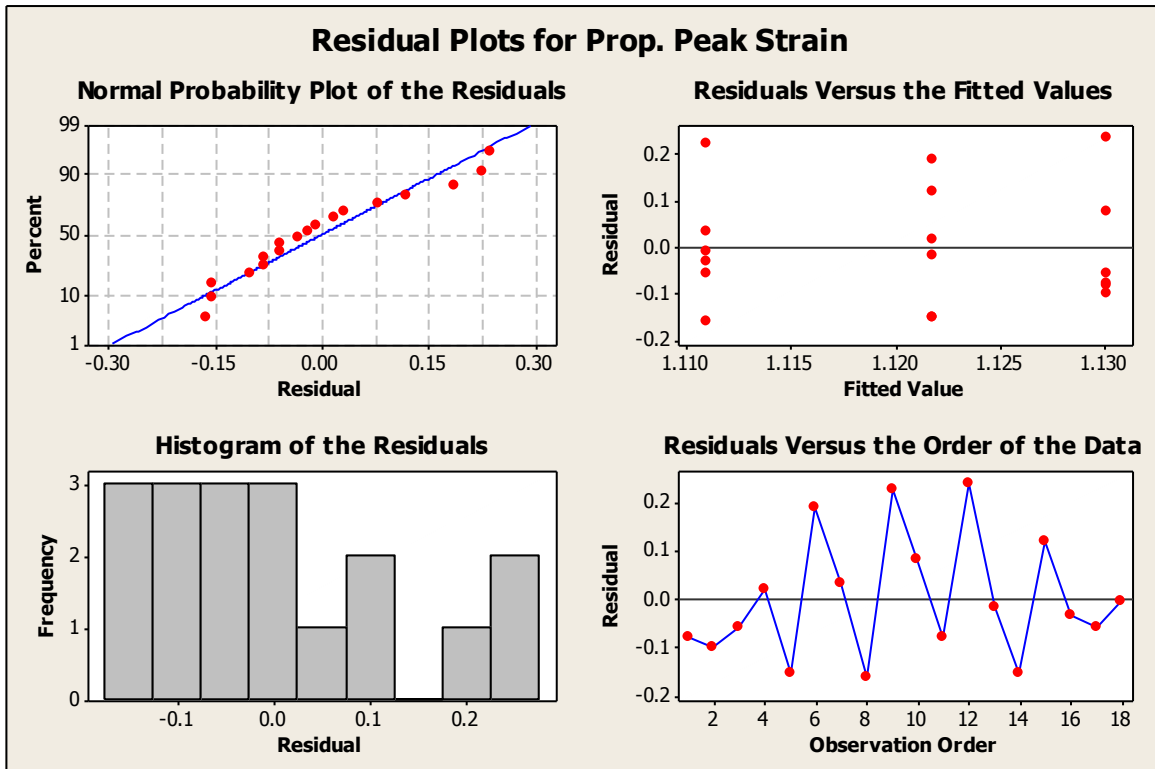 Residual Plots for Prop. Peak Strain
Normal Probability Plot of the Residuals
99
90
50
10
1
Percent
-0.30 -0.15 0.00 0.15 0.30
Residual
Residuals Versus the Fitted Values
0.2
0.1
0.0
-0.1
-0.2
Residual
1.110 1.115 1.120 1.125 1.130
Fitted Value
Histogram of the Residuals
3
2
1
0
Frequency
-0.1 0.0 0.1 0.2
Residual
Residuals Versus the Order of the Data
0.2
0.1
0.0
-0.1
-0.2
Residual
2 4 6 8 10 12 14 16 18
Observation Order